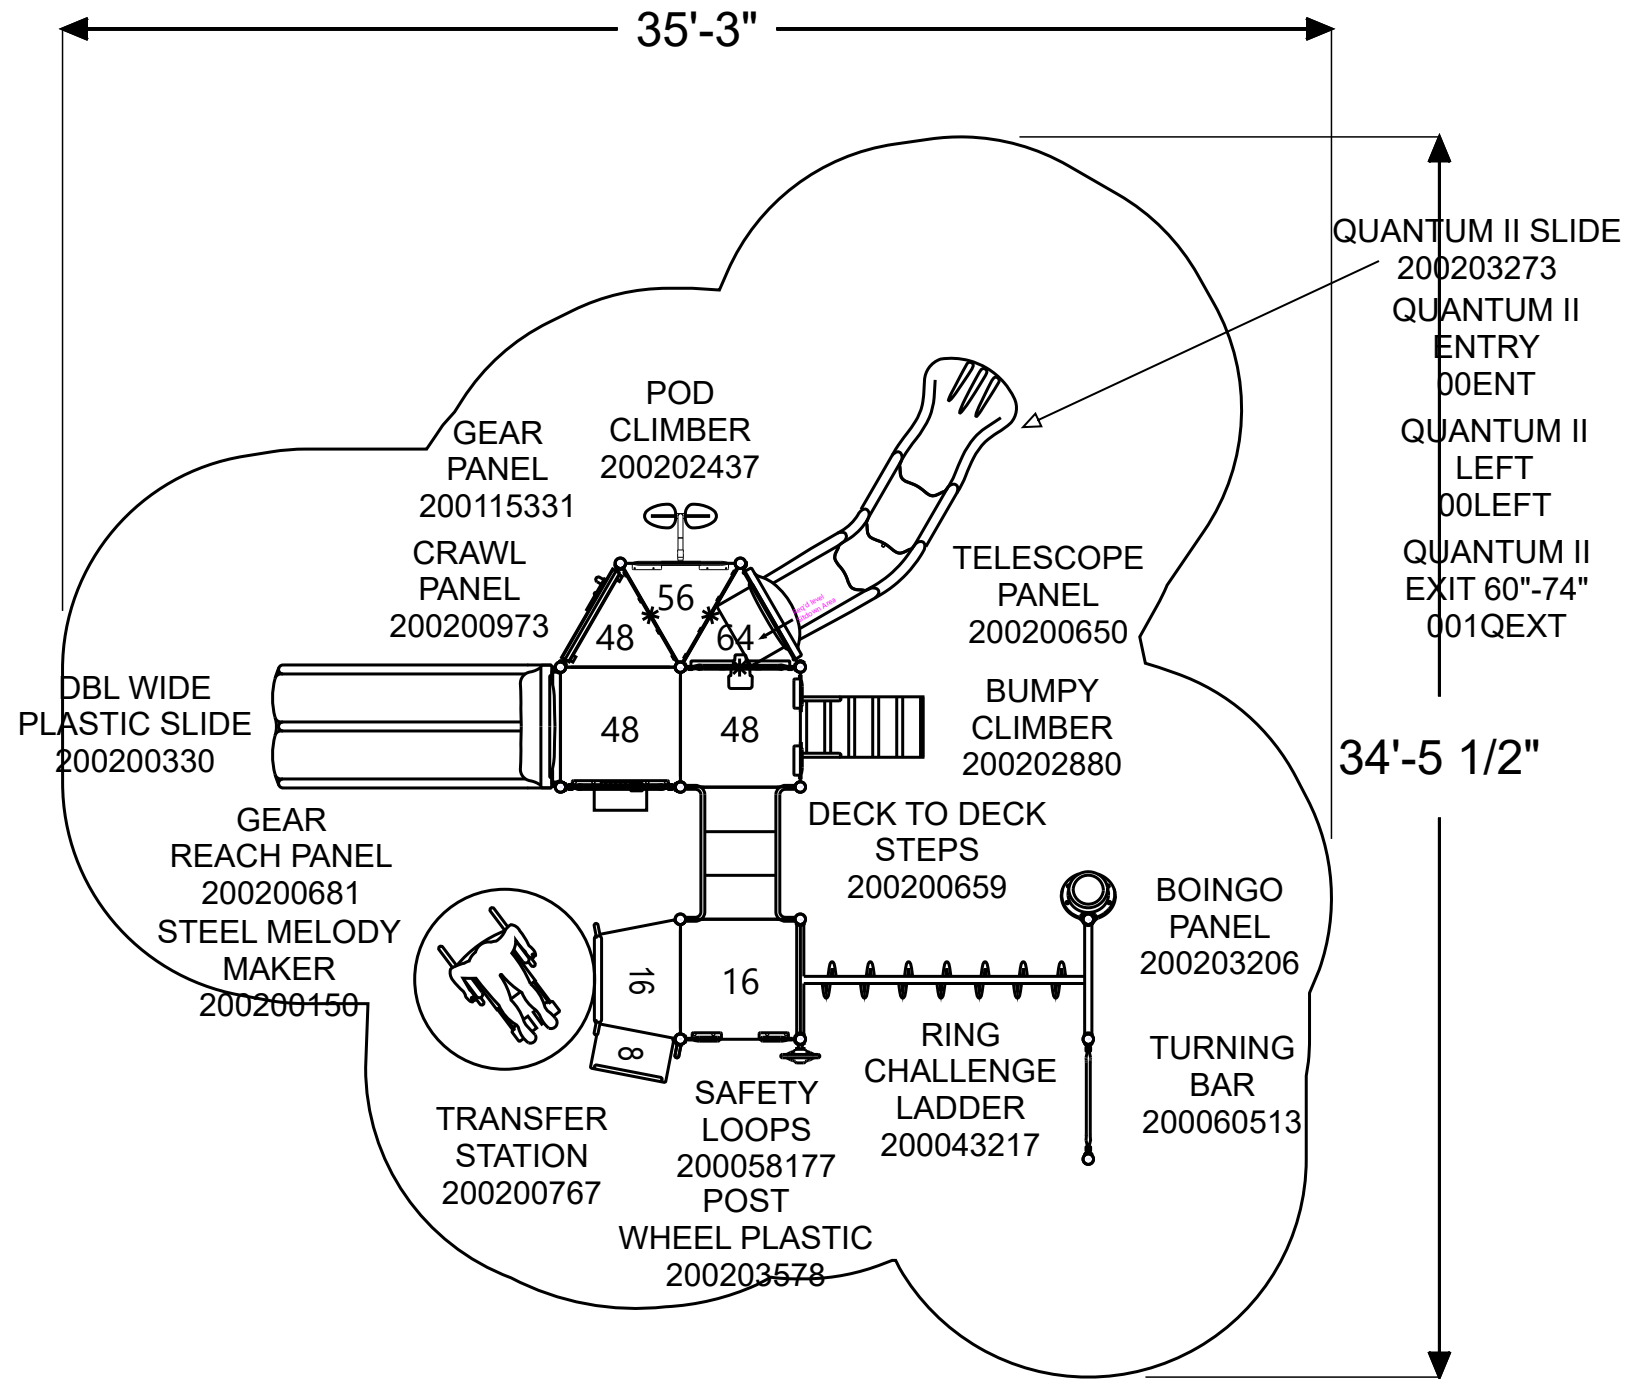 35'-3"
QUANTUM II SLIDE
200203273
QUANTUM II
ENTRY
00ENT
QUANTUM II
LEFT
00LEFT
QUANTUM II
EXIT 60"-74"
001QEXT
POD
CLIMBER
200202437
GEAR
PANEL
200115331
CRAWL
PANEL
200200973
TELESCOPE
PANEL
200200650
56
48
64
48
48
DBL WIDE
PLASTIC SLIDE
200200330
BUMPY
CLIMBER
200202880
34'-5 1/2"
GEAR
REACH PANEL
200200681
STEEL MELODY
MAKER
200200150
DECK TO DECK
STEPS
200200659
BOINGO
PANEL
200203206
16
16
8
RING
CHALLENGE
LADDER
200043217
TURNING
BAR
200060513
SAFETY
LOOPS
200058177
TRANSFER
STATION
200200767
POST
WHEEL PLASTIC
200203578
level
Area